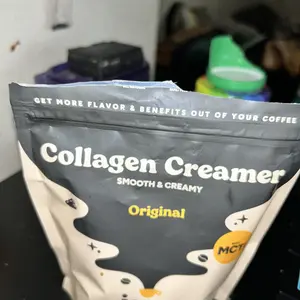 GET MORE FLAVOR & BENEFITS OUT OF YOUR COFFEE
Collagen Creamer
SMOOTH & CREAMY
Original
MCT